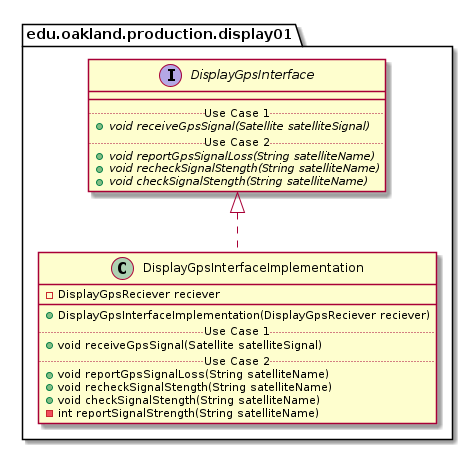 edu.oakland.production.display01
I DisplayGpsInterface
Use Case 1
void receiveGpsSignal(Satellite satelliteSignal)
Use Case 2
void reportGpsSignalLoss(String satelliteName)
void recheckSignalStength(String satelliteName)
void checkSignalStength(String satelliteName)
C DisplayGpsInterfaceImplementation
DisplayGpsReciever reciever
DisplayGpsInterfaceImplementation(DisplayGpsReciever reciever)
Use Case 1
void receiveGpsSignal(Satellite satelliteSignal)
Use Case 2
void reportGpsSignalLoss(String satelliteName)
void recheckSignalStength(String satelliteName)
void checkSignalStength(String satelliteName)
int reportSignalStrength(String satelliteName)